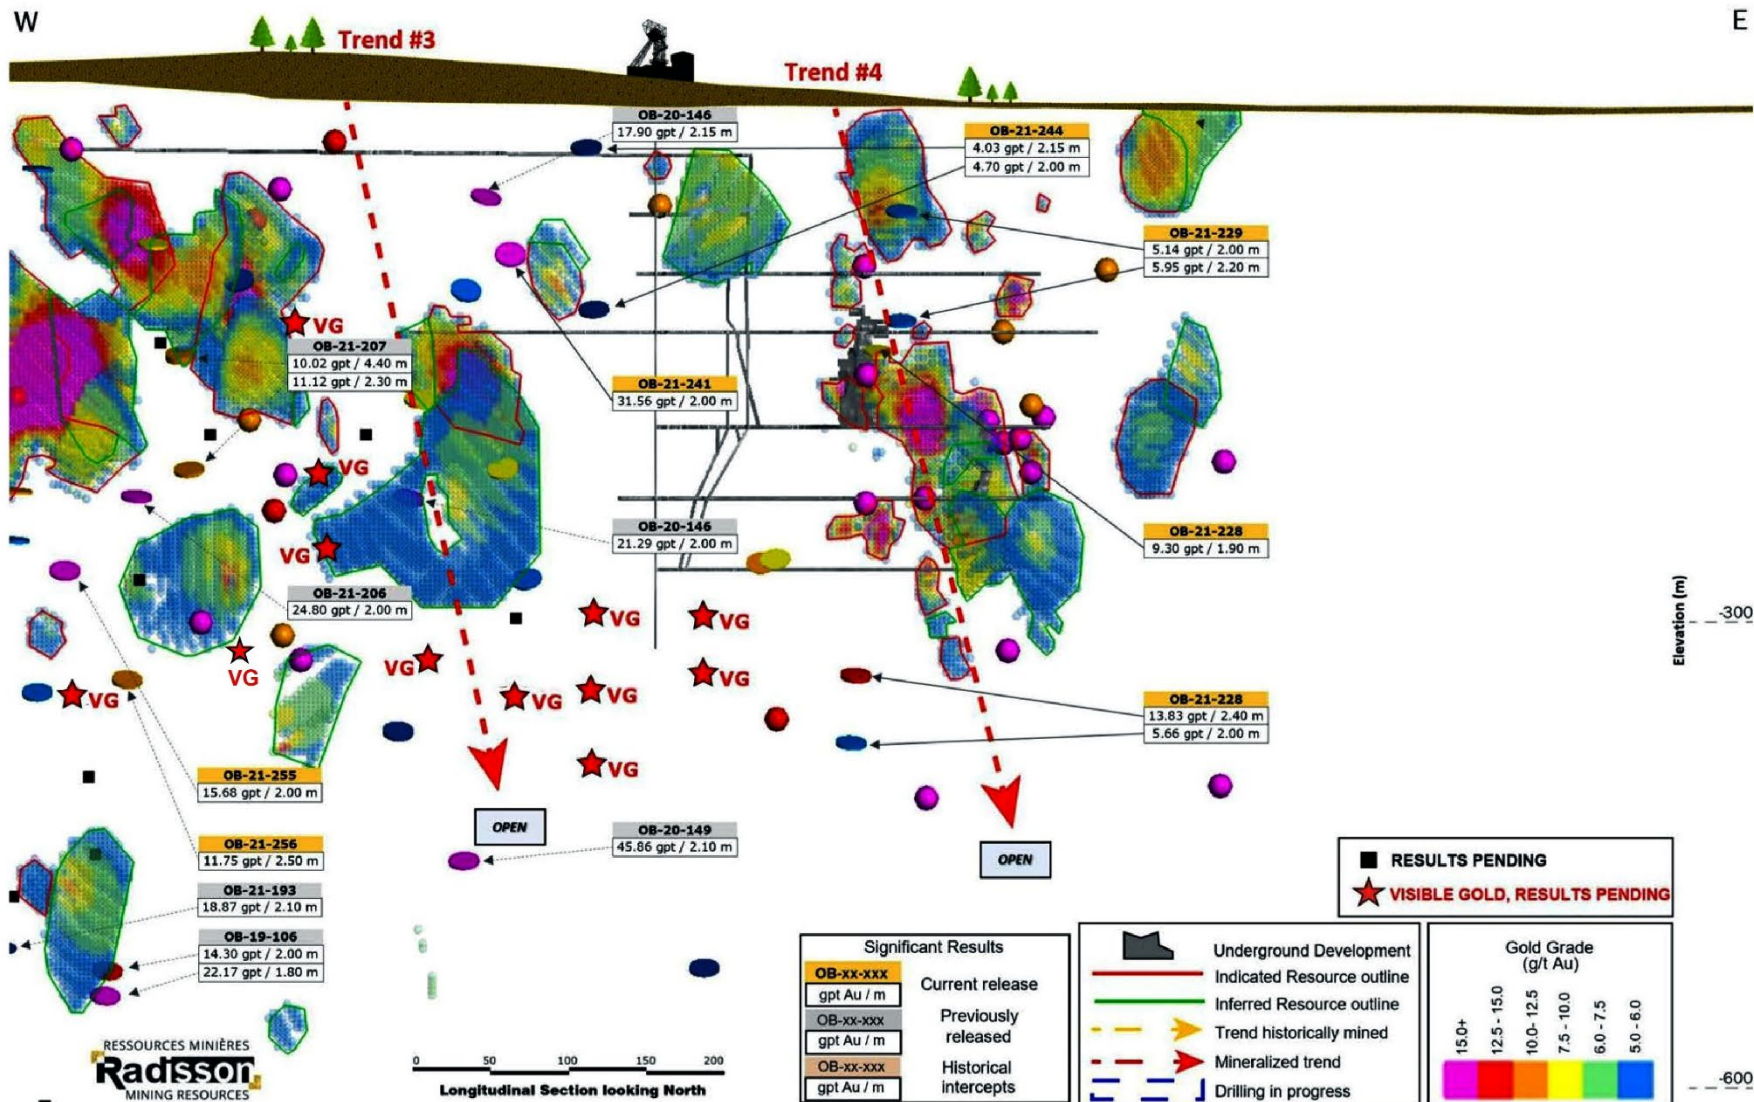 W
E
Trend #3
Trend #4
OB-20-146
17.90 gpt / 2.15 m
OB-21-244
4.03 gpt / 2.15 m
4.70 gpt / 2.00 m
OB-21-229
5.14 gpt / 2.00 m
5.95 gpt / 2.20 m
VG
OB-21-207
10.02 gpt / 4.40 m
11.12 gpt / 2.30 m
OB-21-241
31.56 gpt / 2.00 m
VG
OB-20-146
21.29 gpt / 2.00 m
OB-21-228
9.30 gpt / 1.90 m
VG
OB-21-206
24.80 gpt / 2.00 m
VG
VG
Elevation (m)
-300
VG
VG
VG
VG
VG
VG
VG
OB-21-228
13.83 gpt / 2.40 m
5.66 gpt / 2.00 m
VG
OB-21-255
15.68 gpt / 2.00 m
OPEN
OB-20-149
45.86 gpt / 2.10 m
OPEN
OB-21-256
11.75 gpt / 2.50 m
OB-21-193
18.87 gpt / 2.10 m
OB-19-106
14.30 gpt / 2.00 m
22.17 gpt / 1.80 m
RESULTS PENDING
VISIBLE GOLD, RESULTS PENDING
RESSOURCES MINIÈRES
Radisson
MINING RESOURCES
0 50 100 150 200
Longitudinal Section looking North
Significant Results
OB-xx-xxx
gpt Au / m
Current release
OB-xx-xxx
gpt Au / m
Previously
released
OB-xx-xxx
gpt Au / m
Historical
intercepts
Underground Development
Indicated Resource outline
Inferred Resource outline
Trend historically mined
Mineralized trend
Drilling in progress
Gold Grade
(g/t Au)
15.0+
12.5 - 15.0
10.0- 12.5
7.5 - 10.0
6.0 - 7.5
5.0 - 6.0
-600